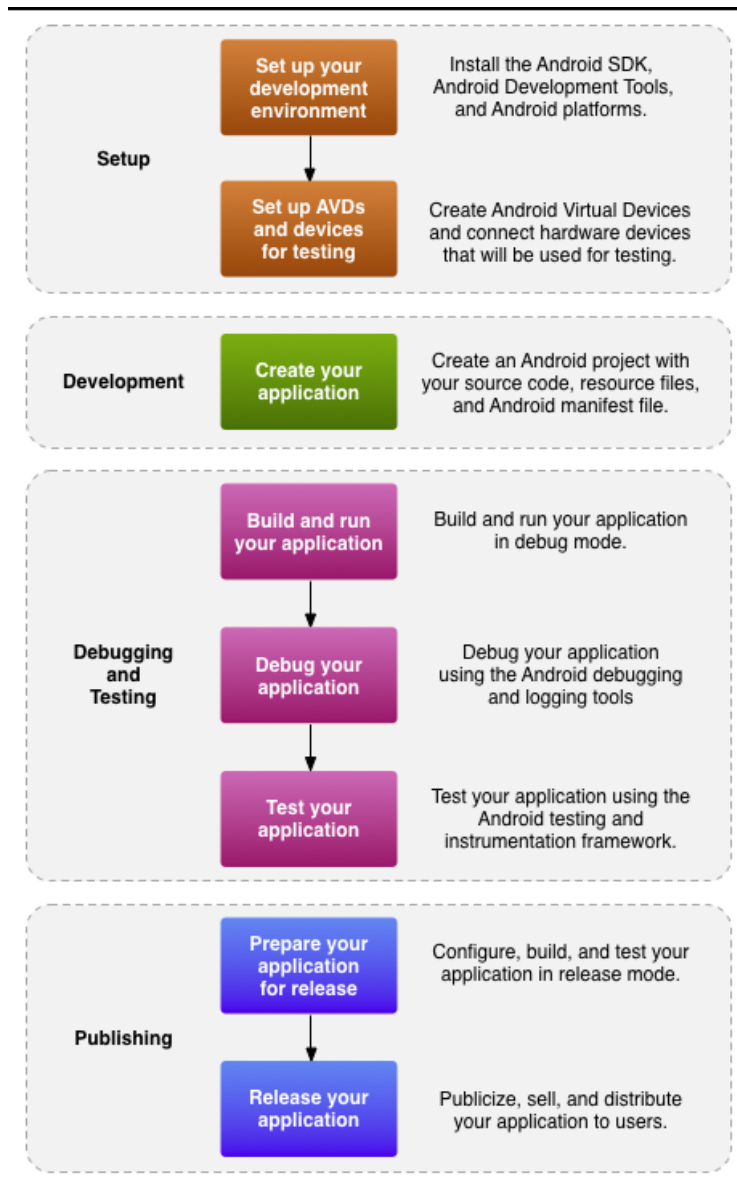 Setup
Set up your
development
environment
Install the Android SDK,
Android Development Tools,
and Android platforms.
Set up AVDs
and devices
for testing
Create Android Virtual Devices
and connect hardware devices
that will be used for testing.
Development
Create your
application
Create an Android project with
your source code, resource files,
and Android manifest file.
Debugging
and
Testing
Build and run
your application
Build and run your application
in debug mode.
Debug your
application
Debug your application
using the Android debugging
and logging tools
Test your
application
Test your application using the
Android testing and
instrumentation framework.
Publishing
Prepare your
application
for release
Configure, build, and test your
application in release mode.
Release your
application
Publicize, sell, and distribute
your application to users.